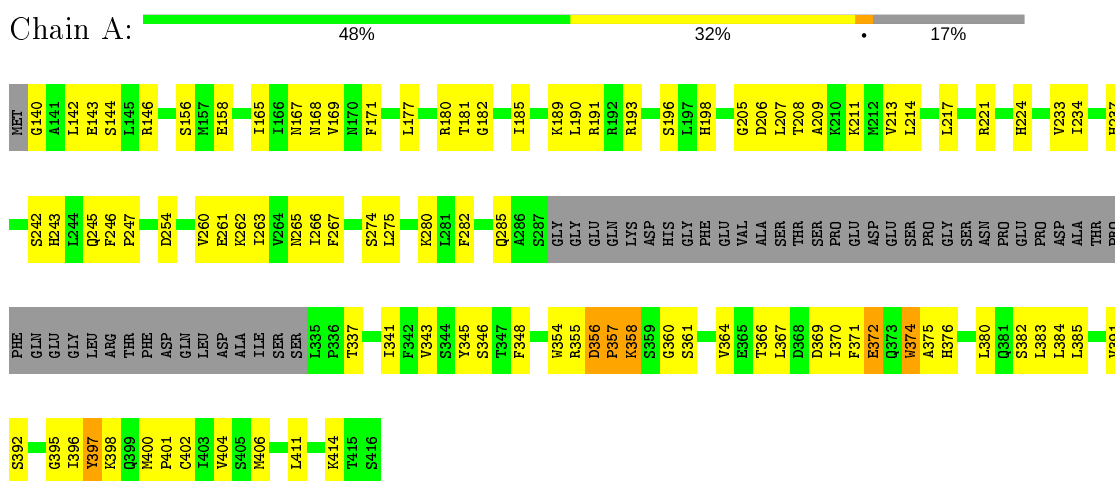 Chain A:
48% 32% • 17%
MET G140 A141 L142 E143 S144 L145 R146 S156 M157 E158 I165 I166 N167 N168 V169 N170 F171 L177 R180 T181 G182 I185 K189 L190 R191 R192 R193 S196 L197 H198 G205 D206 L207 T208 A209 K210 K211 M212 V213 L214 L217 R221 H224 V233 I234 H237
S242 H243 L244 Q245 F246 P247 D254 V260 E261 K262 I263 V264 N265 I266 F267 S274 L275 K280 L281 F282 Q285 A286 S287 GLY GLY GLU GLN LYS ASP HIS GLY PHE GLU VAL ALA SER THR SER PRO GLU ASP GLU SER PRO GLY SER ASN PRO GLU PRO ASP ALA THR PRO
PHE GLN GLU GLY LEU ARG THR PHE ASP GLN LEU ASP ALA ILE SER SER L335 P336 T337 I341 F342 V343 S344 Y345 S346 T347 F348 W354 R355 D356 P357 K358 S359 G360 S361 V364 E365 T366 L367 D368 D369 I370 F371 E372 Q373 W374 A375 H376 L380 Q381 S382 L383 L384 L385 V391
S392 G395 I396 Y397 K398 Q399 M400 P401 C402 I403 V404 S405 M406 L411 K414 T415 S416